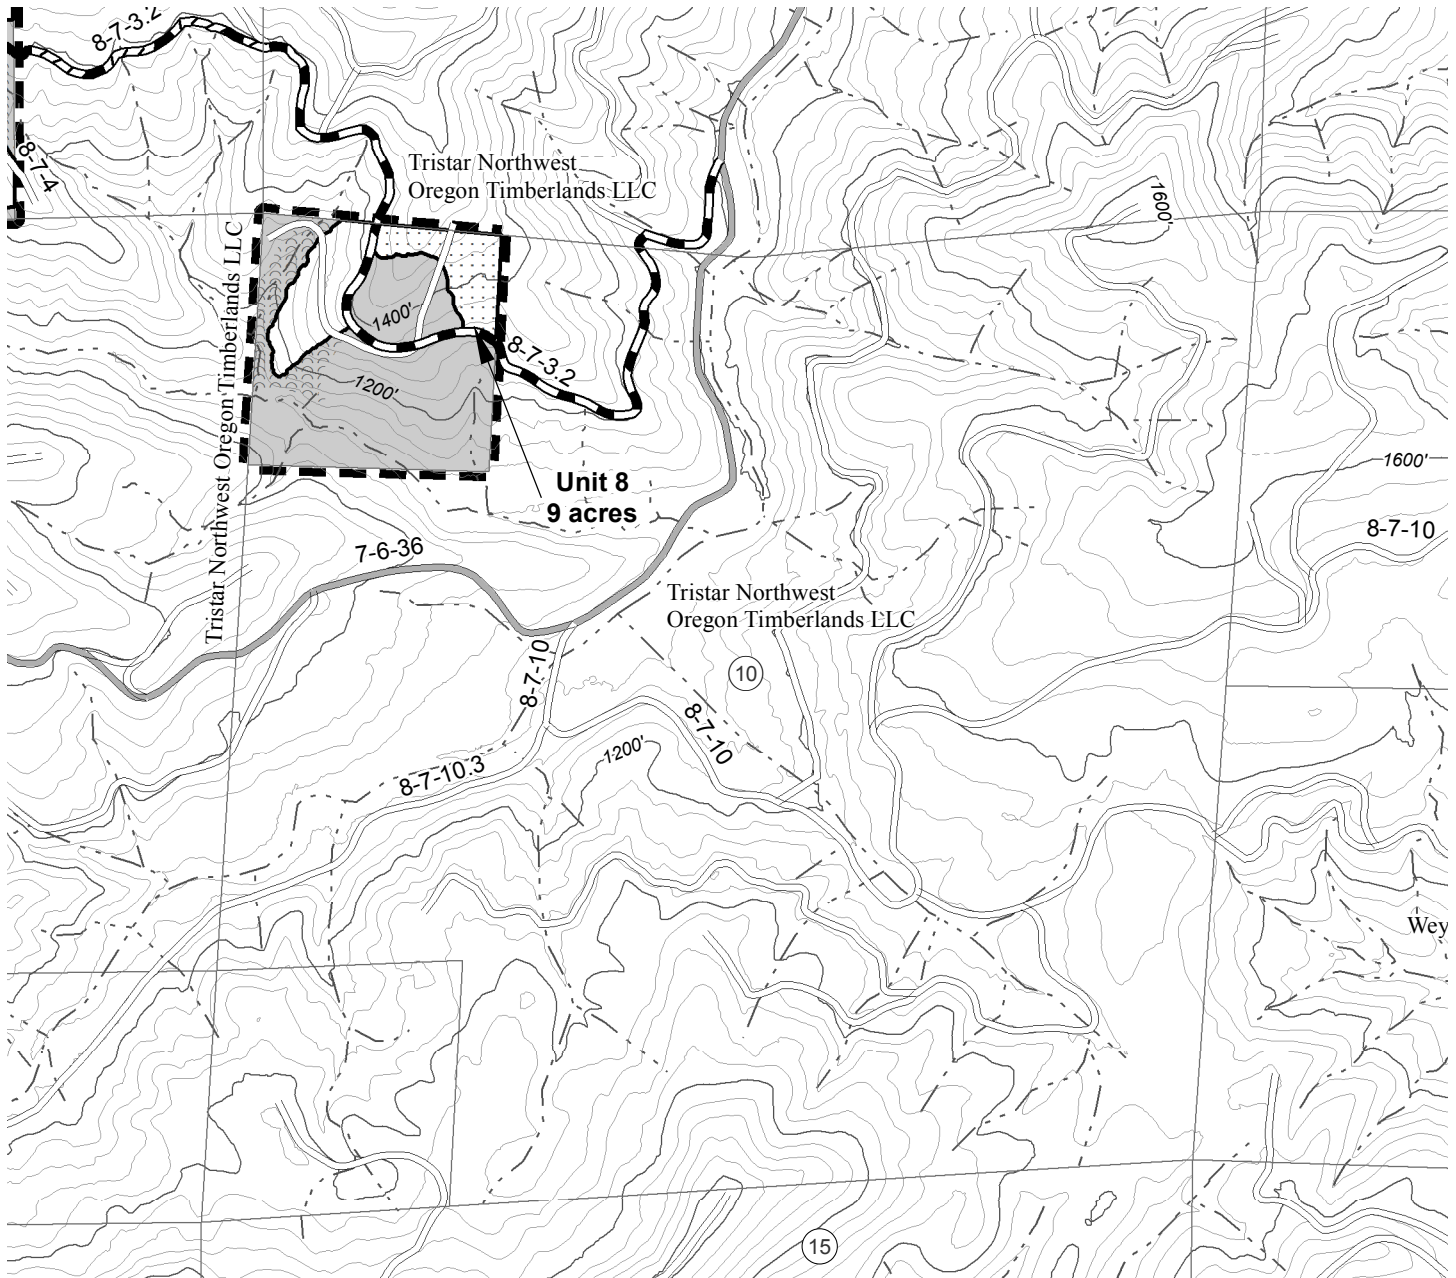 8-7-3.2
8-7-4
Tristar Northwest
Oregon Timberlands LLC
1600'
Tristar Northwest Oregon Timberlands LLC
1400'
8-7-3.2
1200'
1600'
Unit 8
9 acres
8-7-10
7-6-36
Tristar Northwest
Oregon Timberlands LLC
8-7-10
10
8-7-10
1200'
8-7-10.3
Wey
15